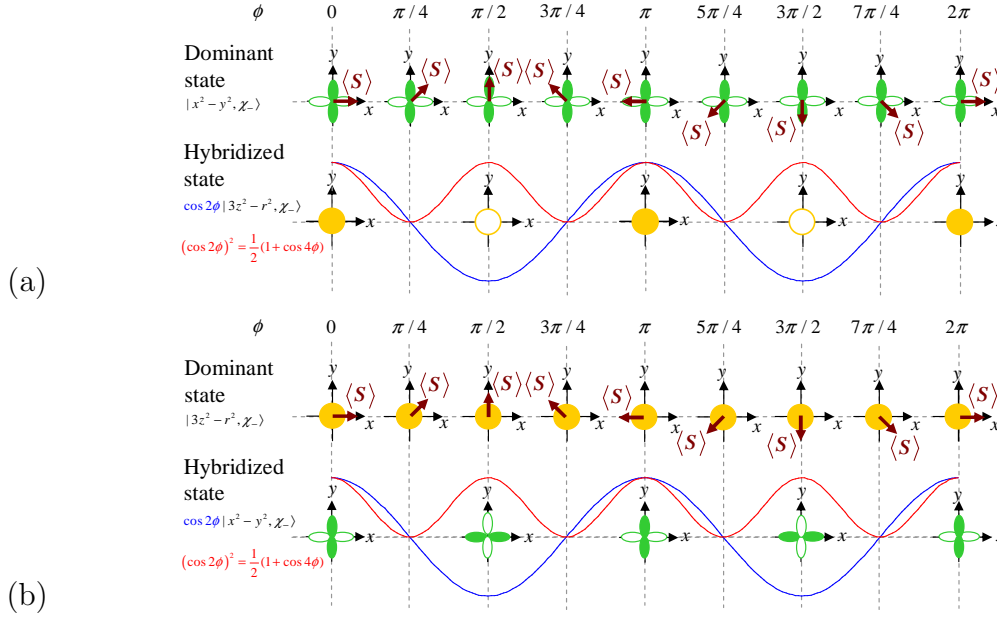 ϕ 0 π / 4 π / 2 3π / 4 π 5π / 4 3π / 2 7π / 4 2π
Dominant
state
| x² − y², χ₋⟩
y y y y y y y y y
⟨S⟩ ⟨S⟩ ⟨S⟩ ⟨S⟩ ⟨S⟩ ⟨S⟩ ⟨S⟩ ⟨S⟩ ⟨S⟩
x x x x x x x x x
Hybridized
state
cos 2ϕ | 3z² − r², χ₋⟩
(cos 2ϕ)² = 1/2 (1 + cos 4ϕ)
y y y y y
x x x x x
(a)
ϕ 0 π / 4 π / 2 3π / 4 π 5π / 4 3π / 2 7π / 4 2π
Dominant
state
| 3z² − r², χ₋⟩
y y y y y y y y y
⟨S⟩ ⟨S⟩ ⟨S⟩ ⟨S⟩ ⟨S⟩ ⟨S⟩ ⟨S⟩ ⟨S⟩ ⟨S⟩
x x x x x x x x x
Hybridized
state
cos 2ϕ | x² − y², χ₋⟩
(cos 2ϕ)² = 1/2 (1 + cos 4ϕ)
y y y y y
x x x x x
(b)